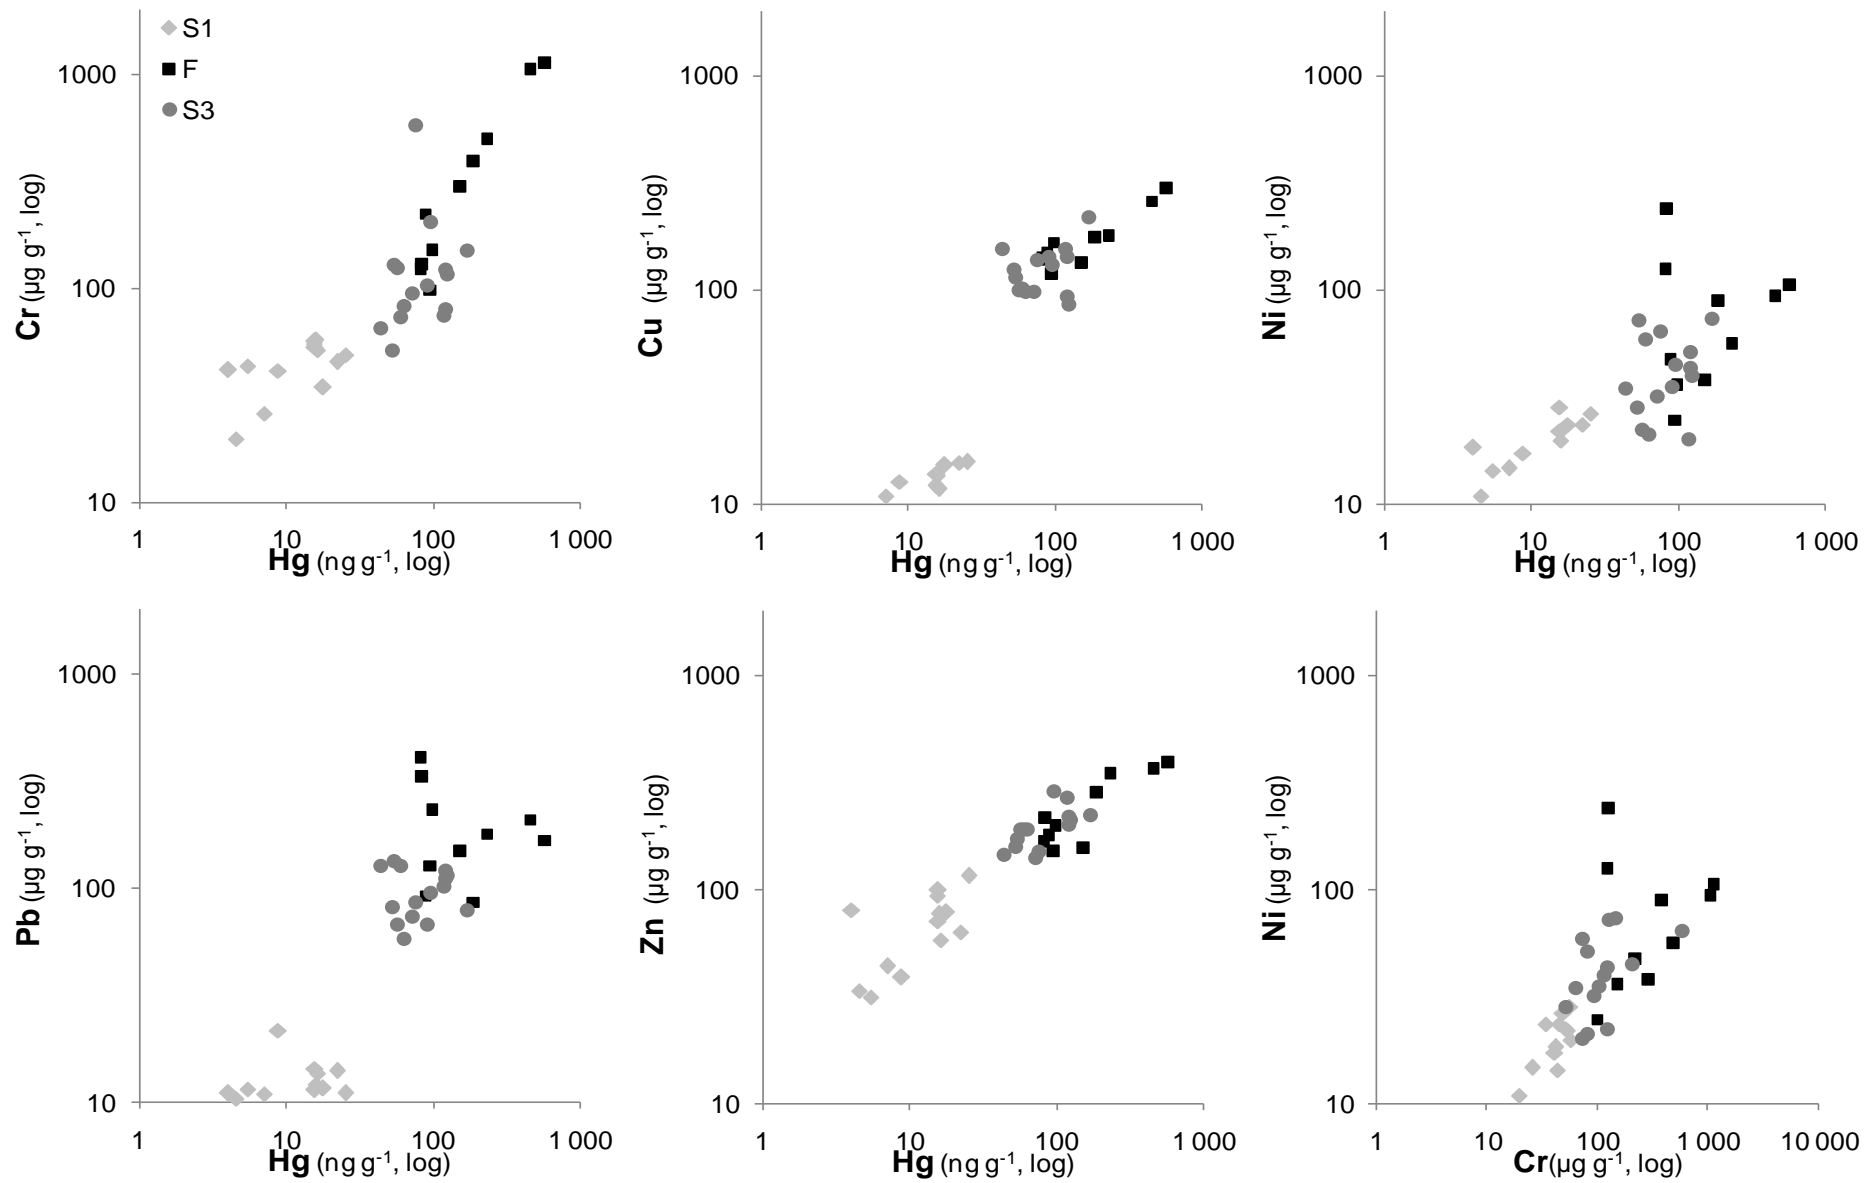 S1
F
S3
Cr (µg g⁻¹, log)
1000
100
10
1 10 100 1 000
Hg (ng g⁻¹, log)
Cu (µg g⁻¹, log)
1000
100
10
1 10 100 1 000
Hg (ng g⁻¹, log)
Ni (µg g⁻¹, log)
1000
100
10
1 10 100 1 000
Hg (ng g⁻¹, log)
Pb (µg g⁻¹, log)
1000
100
10
1 10 100 1 000
Hg (ng g⁻¹, log)
Zn (µg g⁻¹, log)
1000
100
10
1 10 100 1 000
Hg (ng g⁻¹, log)
Ni (µg g⁻¹, log)
1000
100
10
1 10 100 1 000 10 000
Cr(µg g⁻¹, log)